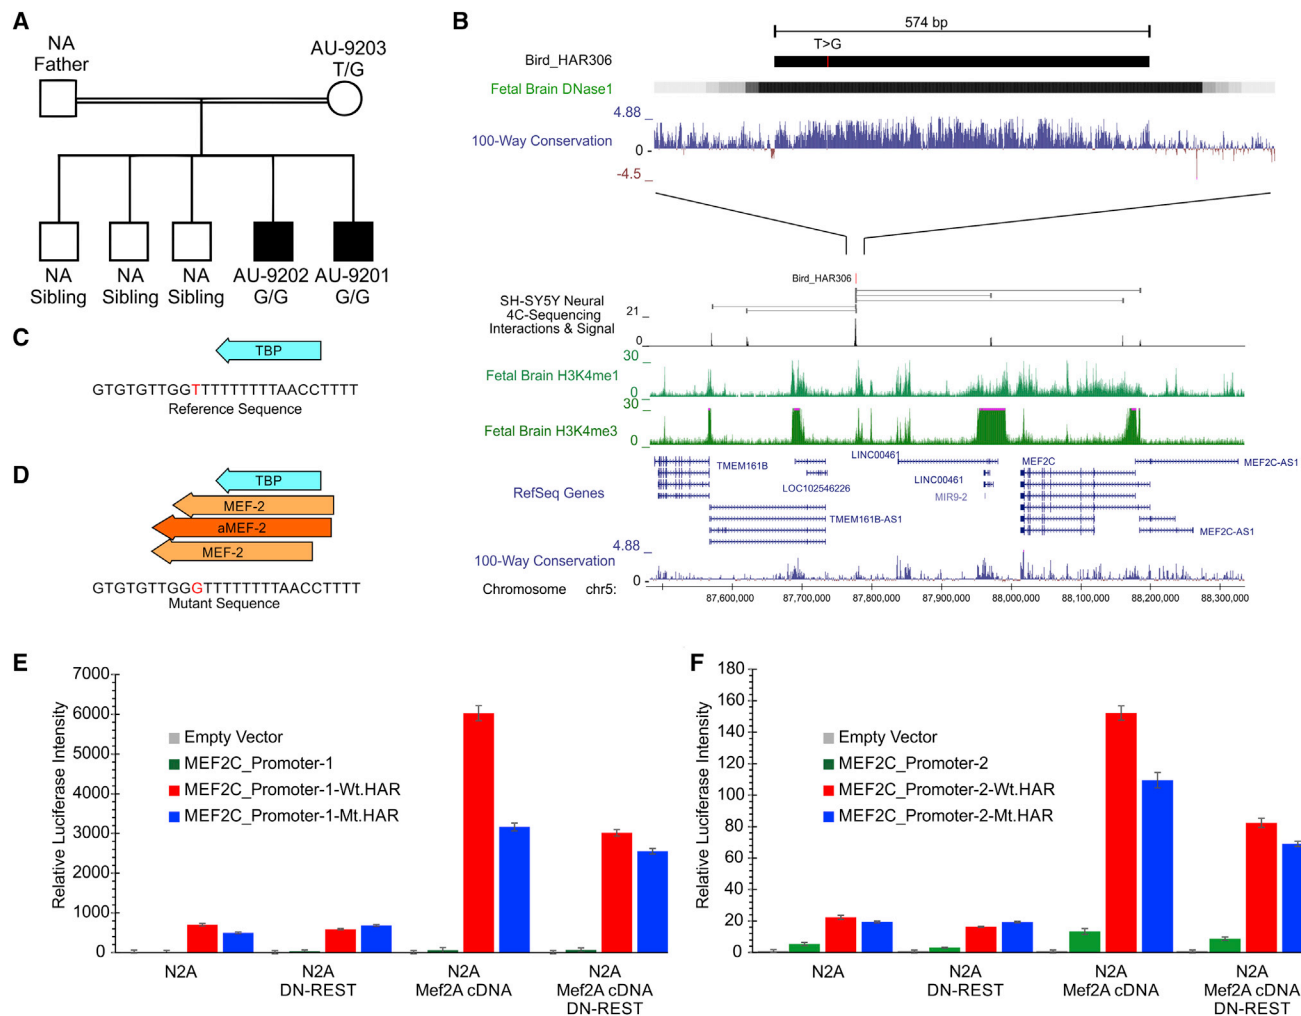 A
NA
Father
AU-9203
T/G
NA
Sibling
NA
Sibling
NA
Sibling
AU-9202
G/G
AU-9201
G/G
B
574 bp
T>G
Bird_HAR306
Fetal Brain DNase1
4.88
100-Way Conservation
0
-4.5
Bird_HAR306
SH-SY5Y Neural
4C-Sequencing
Interactions & Signal
21
0
30
Fetal Brain H3K4me1
0
30
Fetal Brain H3K4me3
0
RefSeq Genes
TMEM161B
LOC102546226
TMEM161B-AS1
LINC00461
LINC00461
MIR9-2
MEF2C
MEF2C-AS1
MEF2C-AS1
4.88
100-Way Conservation
0
Chromosome chr5:
87,600,000 87,700,000 87,800,000 87,900,000 88,000,000 88,100,000 88,200,000 88,300,000
C
TBP
GTGTGTTGGTTTTTTTTTAACCTTTT
Reference Sequence
D
TBP
MEF-2
aMEF-2
MEF-2
GTGTGTTGGGTTTTTTTTAACCTTTT
Mutant Sequence
E
Relative Luciferase Intensity
7000
6000
5000
4000
3000
2000
1000
0
Empty Vector
MEF2C_Promoter-1
MEF2C_Promoter-1-Wt.HAR
MEF2C_Promoter-1-Mt.HAR
N2A
N2A
DN-REST
N2A
Mef2A cDNA
N2A
Mef2A cDNA
DN-REST
F
Relative Luciferase Intensity
180
160
140
120
100
80
60
40
20
0
Empty Vector
MEF2C_Promoter-2
MEF2C_Promoter-2-Wt.HAR
MEF2C_Promoter-2-Mt.HAR
N2A
N2A
DN-REST
N2A
Mef2A cDNA
N2A
Mef2A cDNA
DN-REST